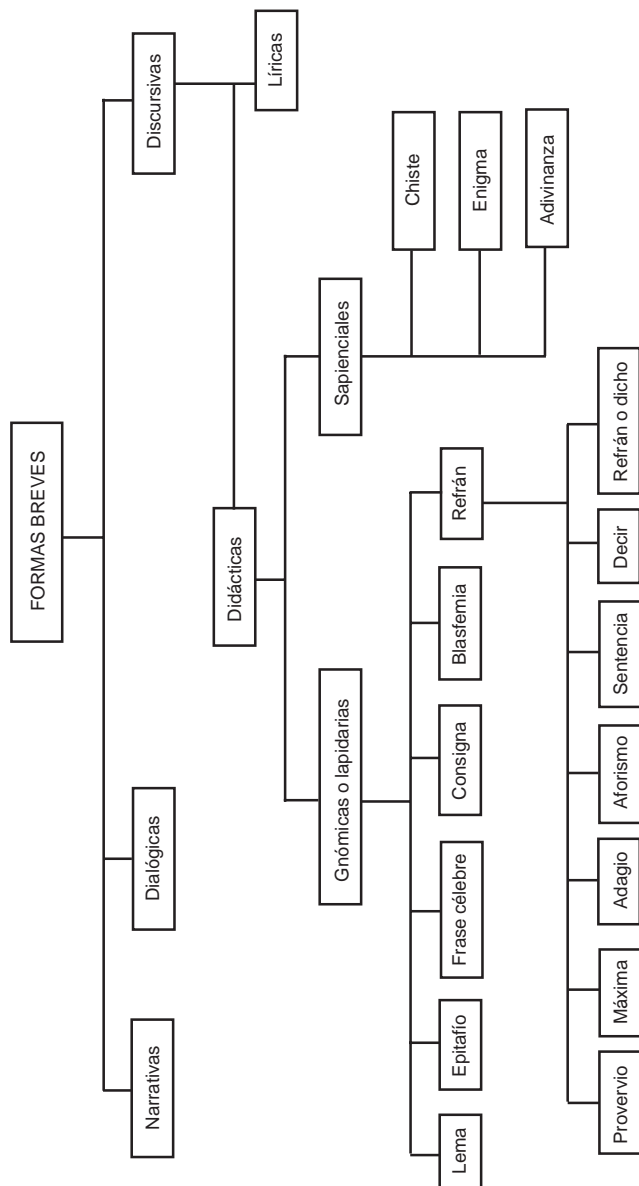 FORMAS BREVES
Narrativas
Dialógicas
Discursivas
Didácticas
Líricas
Gnómicas o lapidarias
Sapienciales
Lema
Epitafío
Frase célebre
Consigna
Blasfemia
Refrán
Chiste
Enigma
Adivinanza
Provervio
Máxima
Adagio
Aforismo
Sentencia
Decir
Refrán o dicho